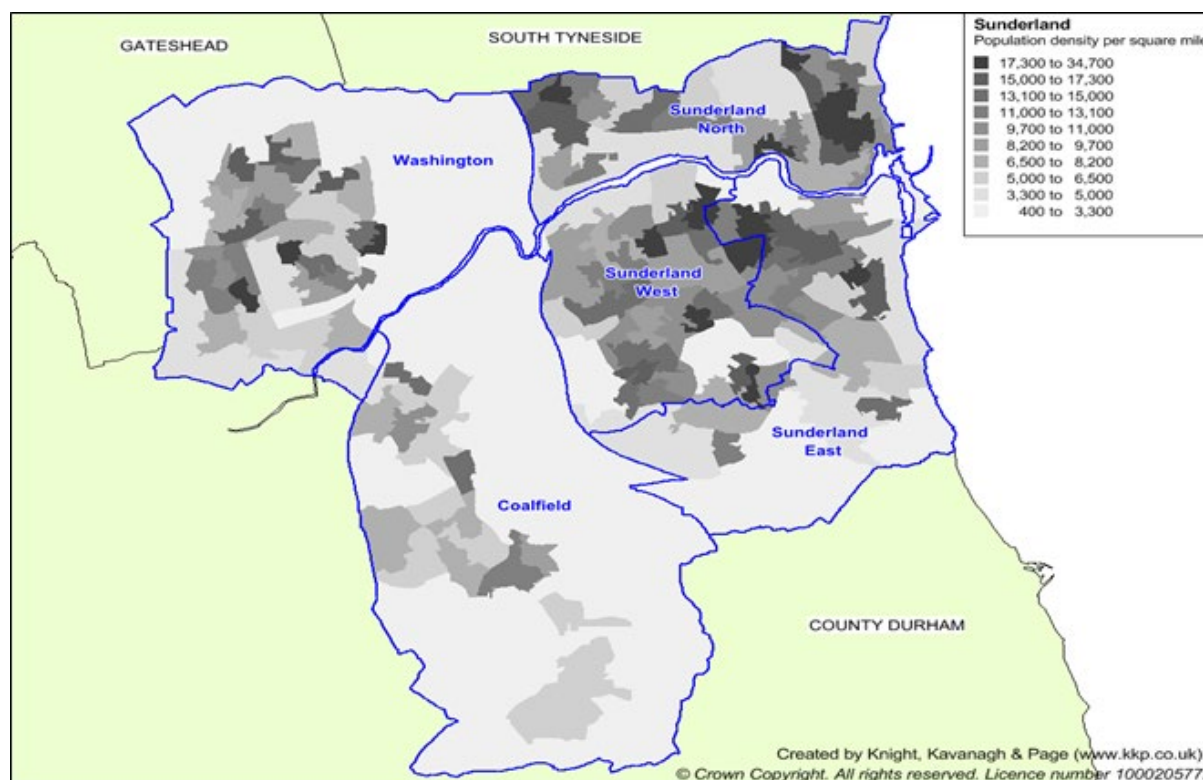 GATESHEAD
SOUTH TYNESIDE
Sunderland
Population density per square mile
17,300 to 34,700
15,000 to 17,300
13,100 to 15,000
11,000 to 13,100
9,700 to 11,000
8,200 to 9,700
6,500 to 8,200
5,000 to 6,500
3,300 to 5,000
400 to 3,300
Sunderland
North
Washington
Sunderland
West
Sunderland
East
Coalfield
COUNTY DURHAM
Created by Knight, Kavanagh & Page (www.kkp.co.uk)
© Crown Copyright. All rights reserved. Licence number 100020577